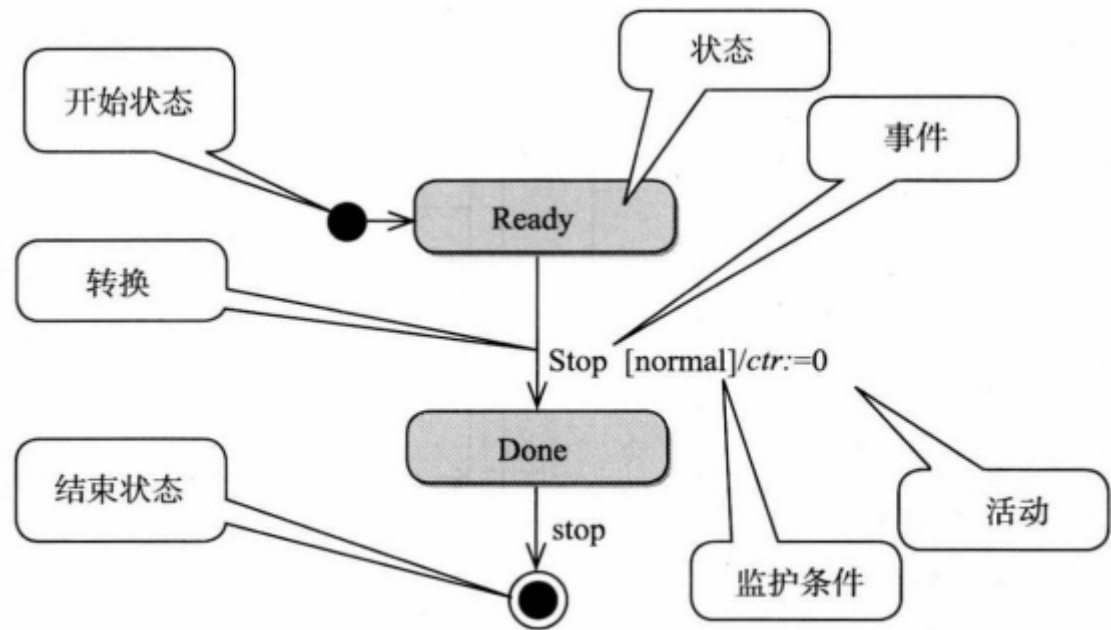 状态
开始状态
事件
Ready
转换
Stop [normal]/ctr:=0
Done
结束状态
stop
活动
监护条件